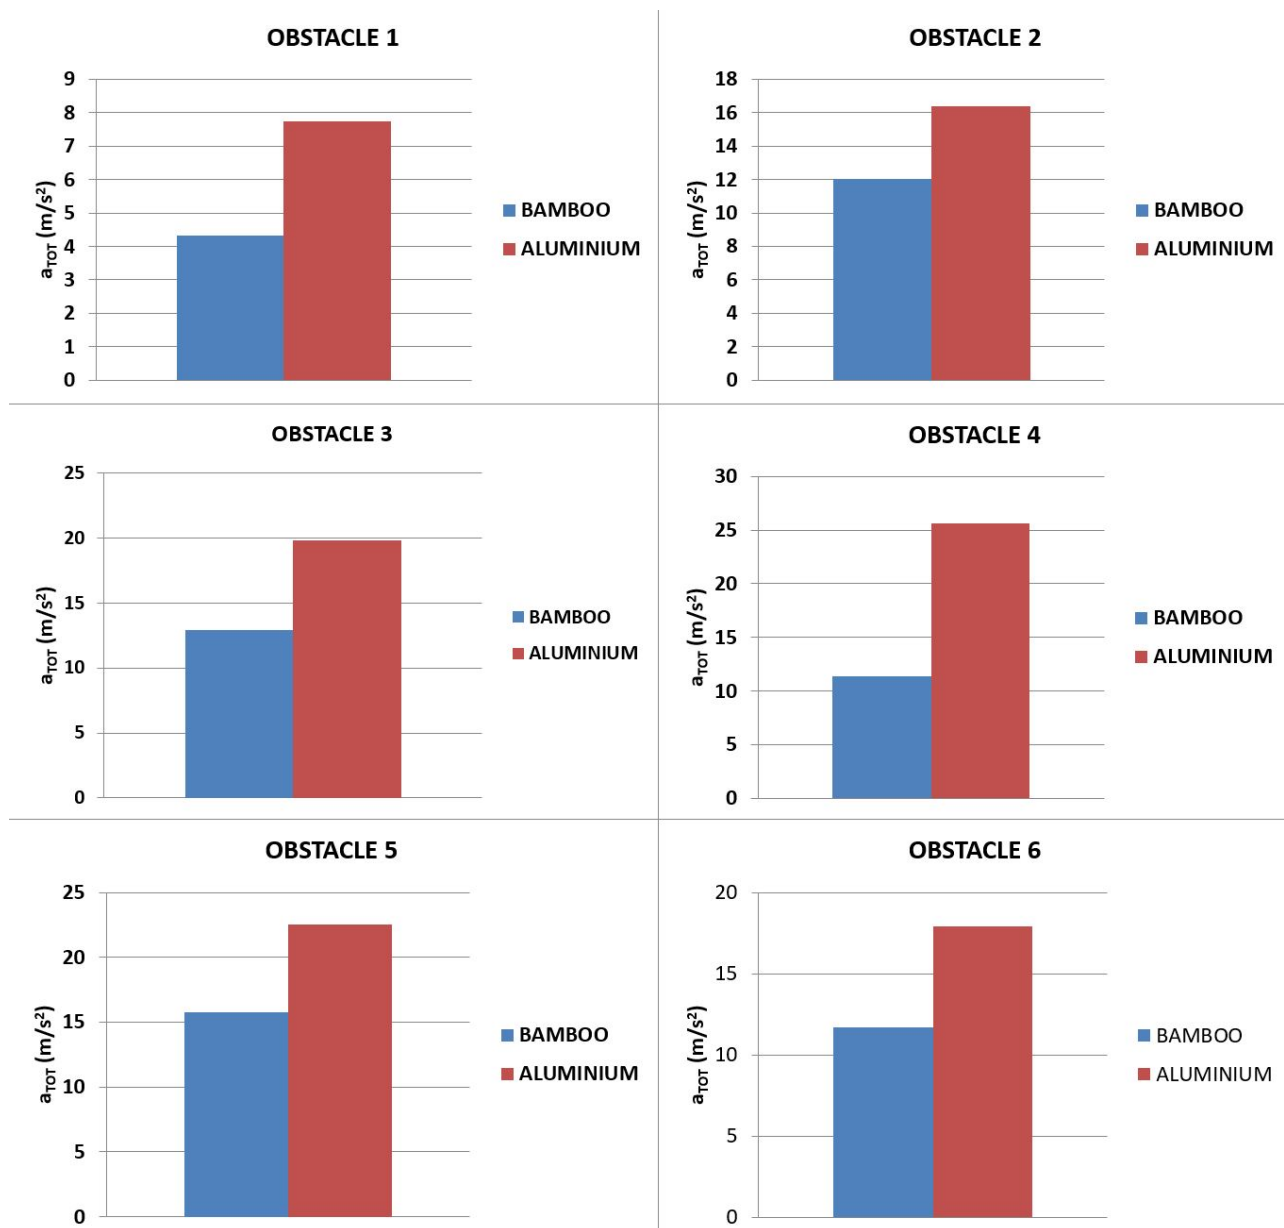 OBSTACLE 1
9
8
7
6
5
4
3
2
1
0
aTOT (m/s²)
BAMBOO
ALUMINIUM
OBSTACLE 2
18
16
14
12
10
8
6
4
2
0
aTOT (m/s²)
BAMBOO
ALUMINIUM
OBSTACLE 3
25
20
15
10
5
0
aTOT (m/s²)
BAMBOO
ALUMINIUM
OBSTACLE 4
30
25
20
15
10
5
0
aTOT (m/s²)
BAMBOO
ALUMINIUM
OBSTACLE 5
25
20
15
10
5
0
aTOT (m/s²)
BAMBOO
ALUMINIUM
OBSTACLE 6
20
15
10
5
0
aTOT (m/s²)
BAMBOO
ALUMINIUM